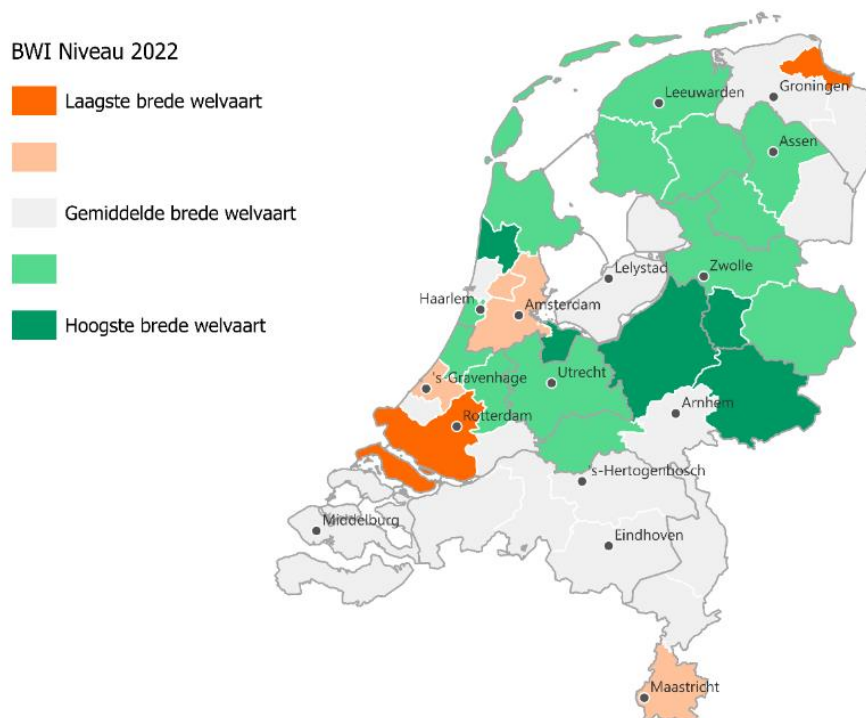 BWI Niveau 2022
Laagste brede welvaart
Gemiddelde brede welvaart
Hoogste brede welvaart
Leeuwarden
Groningen
Assen
Lelystad
Zwolle
Haarlem
Amsterdam
's-Gravenhage
Utrecht
Arnhem
Rotterdam
's-Hertogenbosch
Middelburg
Eindhoven
Maastricht